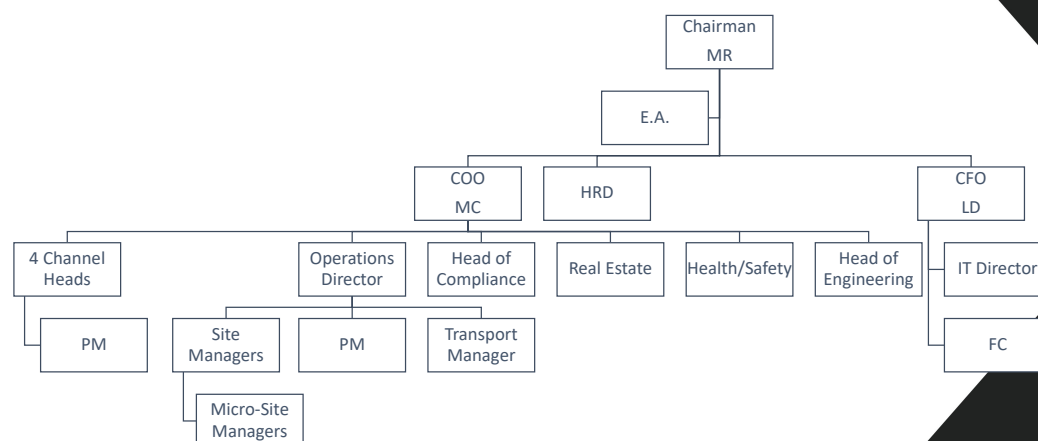 Chairman
MR
E.A.
COO
MC
HRD
CFO
LD
4 Channel
Heads
Operations
Director
Head of
Compliance
Real Estate
Health/Safety
Head of
Engineering
IT Director
PM
Site
Managers
PM
Transport
Manager
FC
Micro-Site
Managers